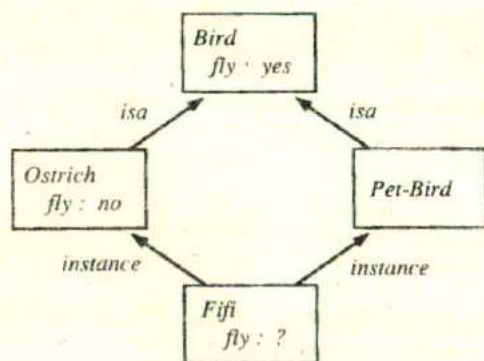 Bird
fly : yes
isa
isa
Ostrich
fly : no
Pet-Bird
instance
instance
Fifi
fly : ?